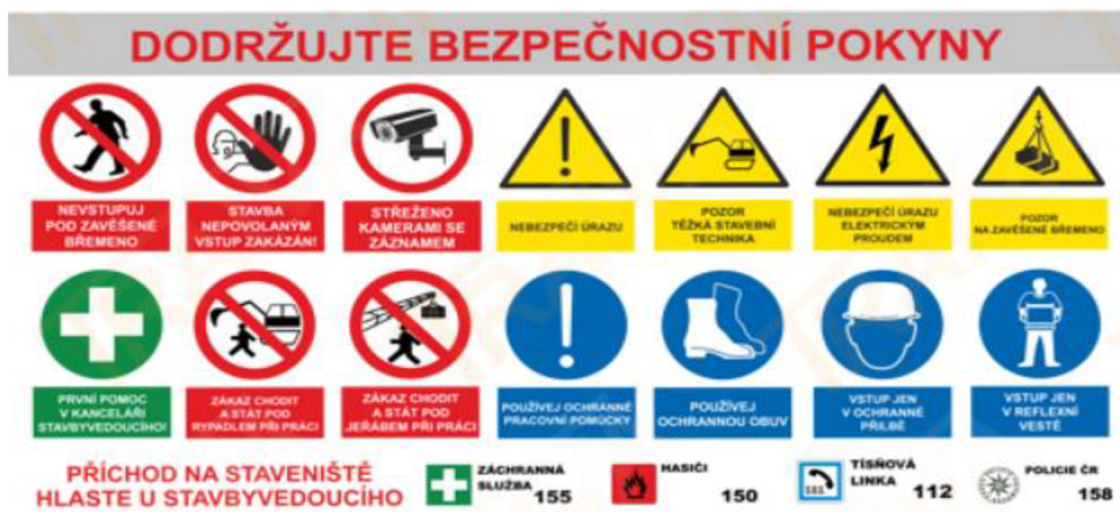 DODRŽUJTE BEZPEČNOSTNÍ POKYNY
NEVSTUPUJ
POD ZAVĚŠENÉ
BŘEMENO
STAVBA
NEPOVOLANÝM
VSTUP ZAKÁZÁN!
STŘEŽENO
KAMERAMI SE
ZÁZNAMEM
NEBEZPEČÍ ÚRAZU
POZOR
TĚŽKÁ STAVEBNÍ
TECHNIKA
NEBEZPEČÍ ÚRAZU
ELEKTRICKÝM
PROUDEM
POZOR
NA ZAVĚŠENÉ BŘEMENO
PRVNÍ POMOC
V KANCELÁŘI
STAVBYVEDOUCÍHO!
ZÁKAZ CHODIT
A STÁT POD
RYPADLEM PŘI PRÁCI
ZÁKAZ CHODIT
A STÁT POD
JEŘÁBEM PŘI PRÁCI
POUŽÍVEJ OCHRANNÉ
PRACOVNÍ POMŮCKY
POUŽÍVEJ
OCHRANNOU OBUV
VSTUP JEN
V OCHRANNÉ
PŘILBĚ
VSTUP JEN
V REFLEXNÍ
VESTĚ
PŘÍCHOD NA STAVENIŠTĚ
HLASTE U STAVBYVEDOUCÍHO
ZÁCHRANNÁ
SLUŽBA 155
HASIČI
150
TÍSŇOVÁ
LINKA 112
POLICIE ČR
158